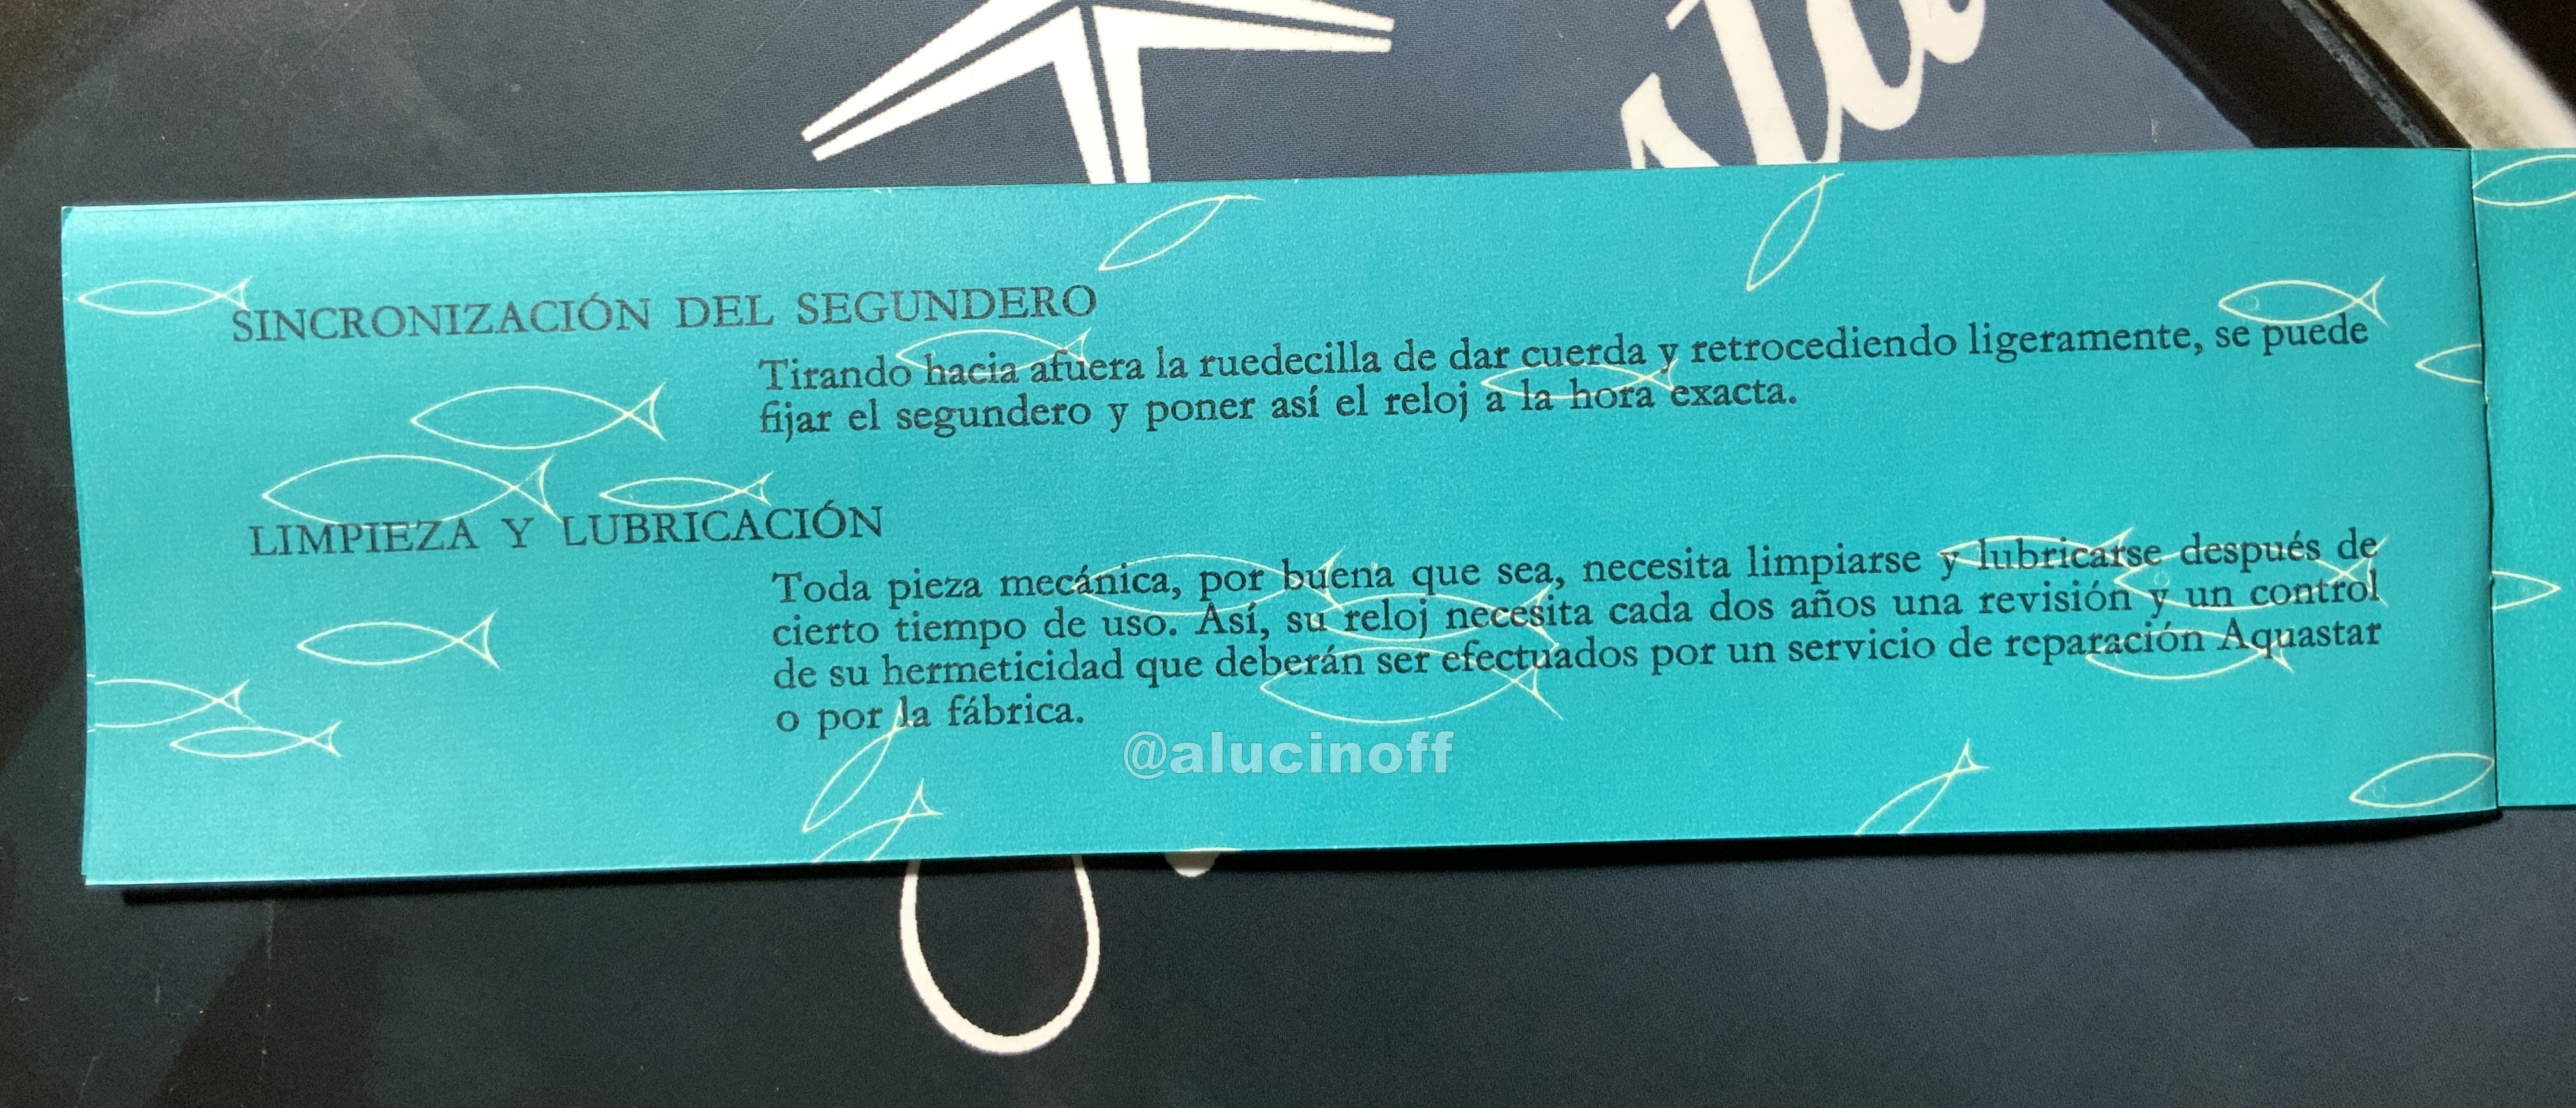 SINCRONIZACIÓN DEL SEGUNDERO
Tirando hacia afuera la ruedecilla de dar cuerda y retrocediendo ligeramente, se puede
fijar el segundero y poner así el reloj a la hora exacta.
LIMPIEZA Y LUBRICACIÓN
Toda pieza mecánica, por buena que sea, necesita limpiarse y lubricarse después de
cierto tiempo de uso. Así, su reloj necesita cada dos años una revisión y un control
de su hermeticidad que deberán ser efectuados por un servicio de reparación Aquastar
o por la fábrica.
@alucinoff